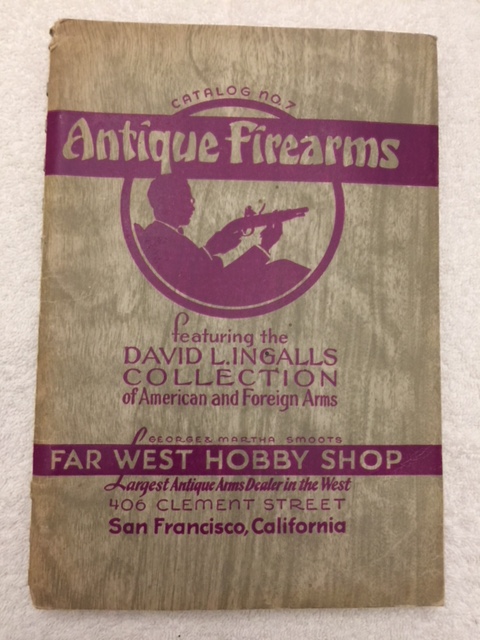 CATALOG NO. 7
Antique Firearms
featuring the
DAVID L. INGALLS
COLLECTION
of American and Foreign Arms
GEORGE & MARTHA SMOOTS
FAR WEST HOBBY SHOP
Largest Antique Arms Dealer in the West
406 CLEMENT STREET
San Francisco, California